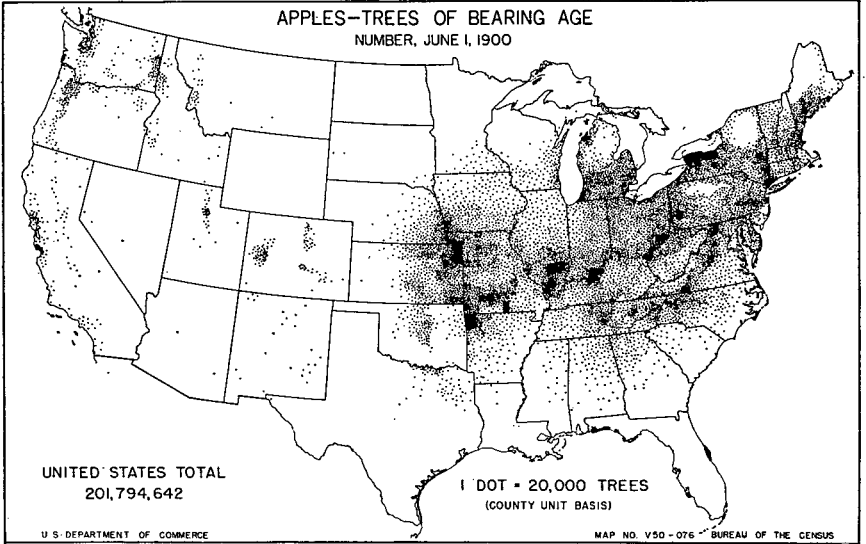 APPLES-TREES OF BEARING AGE
NUMBER, JUNE 1, 1900
UNITED STATES TOTAL
201,794,642
1 DOT = 20,000 TREES
(COUNTY UNIT BASIS)
U S DEPARTMENT OF COMMERCE
MAP NO. V50-076 BUREAU OF THE CENSUS